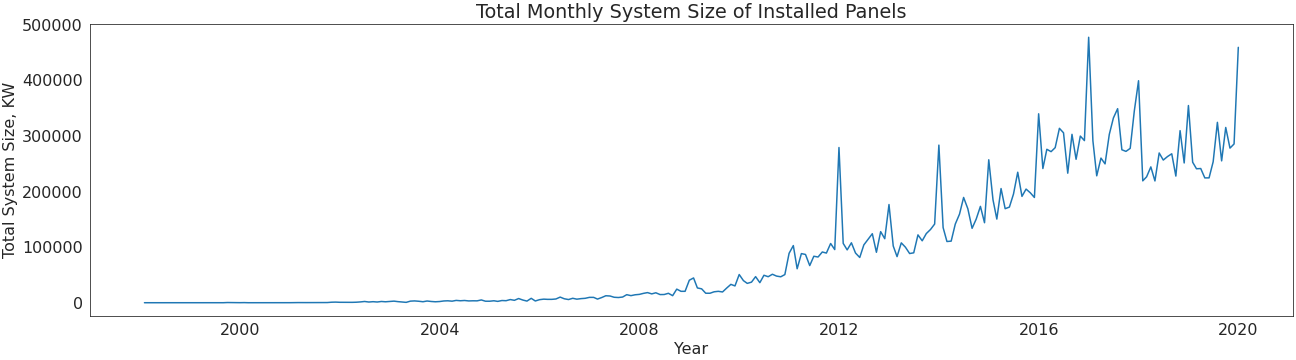 Total Monthly System Size of Installed Panels
Total System Size, KW
500000
400000
300000
200000
100000
0
2000 2004 2008 2012 2016 2020
Year